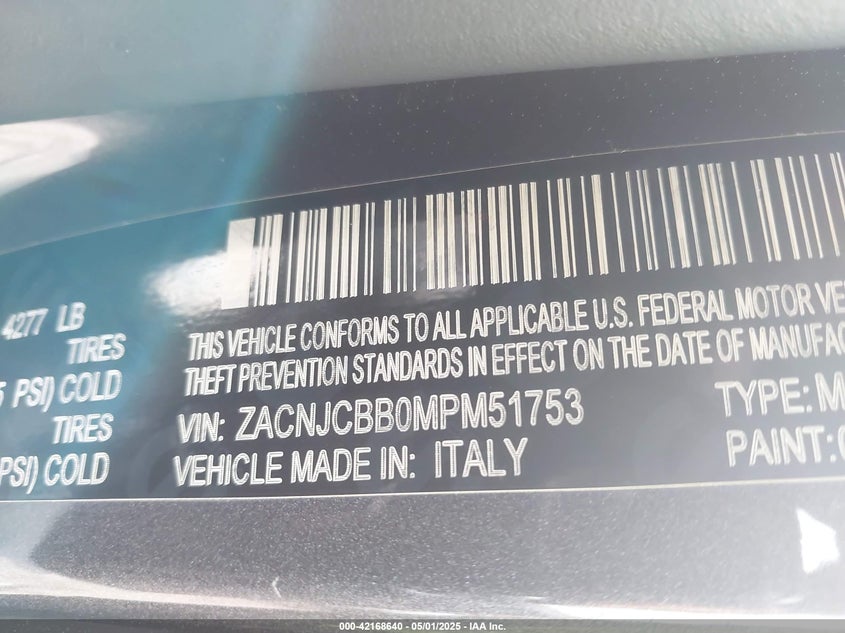 4277 LB
TIRES
5 PSI) COLD
TIRES
PSI) COLD
THIS VEHICLE CONFORMS TO ALL APPLICABLE U.S. FEDERAL MOTOR VE
THEFT PREVENTION STANDARDS IN EFFECT ON THE DATE OF MANUFAC
VIN: ZACNJCBB0MPM51753
TYPE: M
VEHICLE MADE IN: ITALY
PAINT:
000-42168640 - 05/01/2025 - IAA Inc.